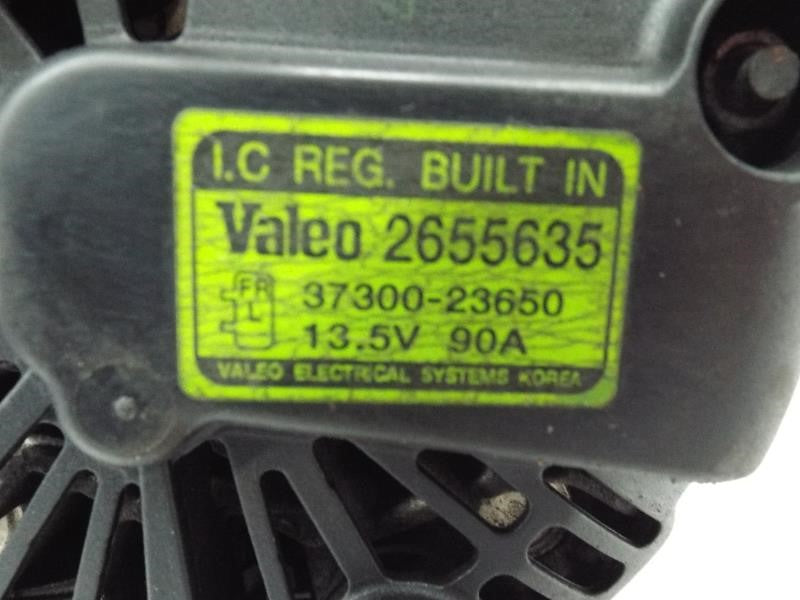 I.C REG. BUILT IN
Valeo 2655635
FR 37300-23650
L 13.5V 90A
VALEO ELECTRICAL SYSTEMS KOREA